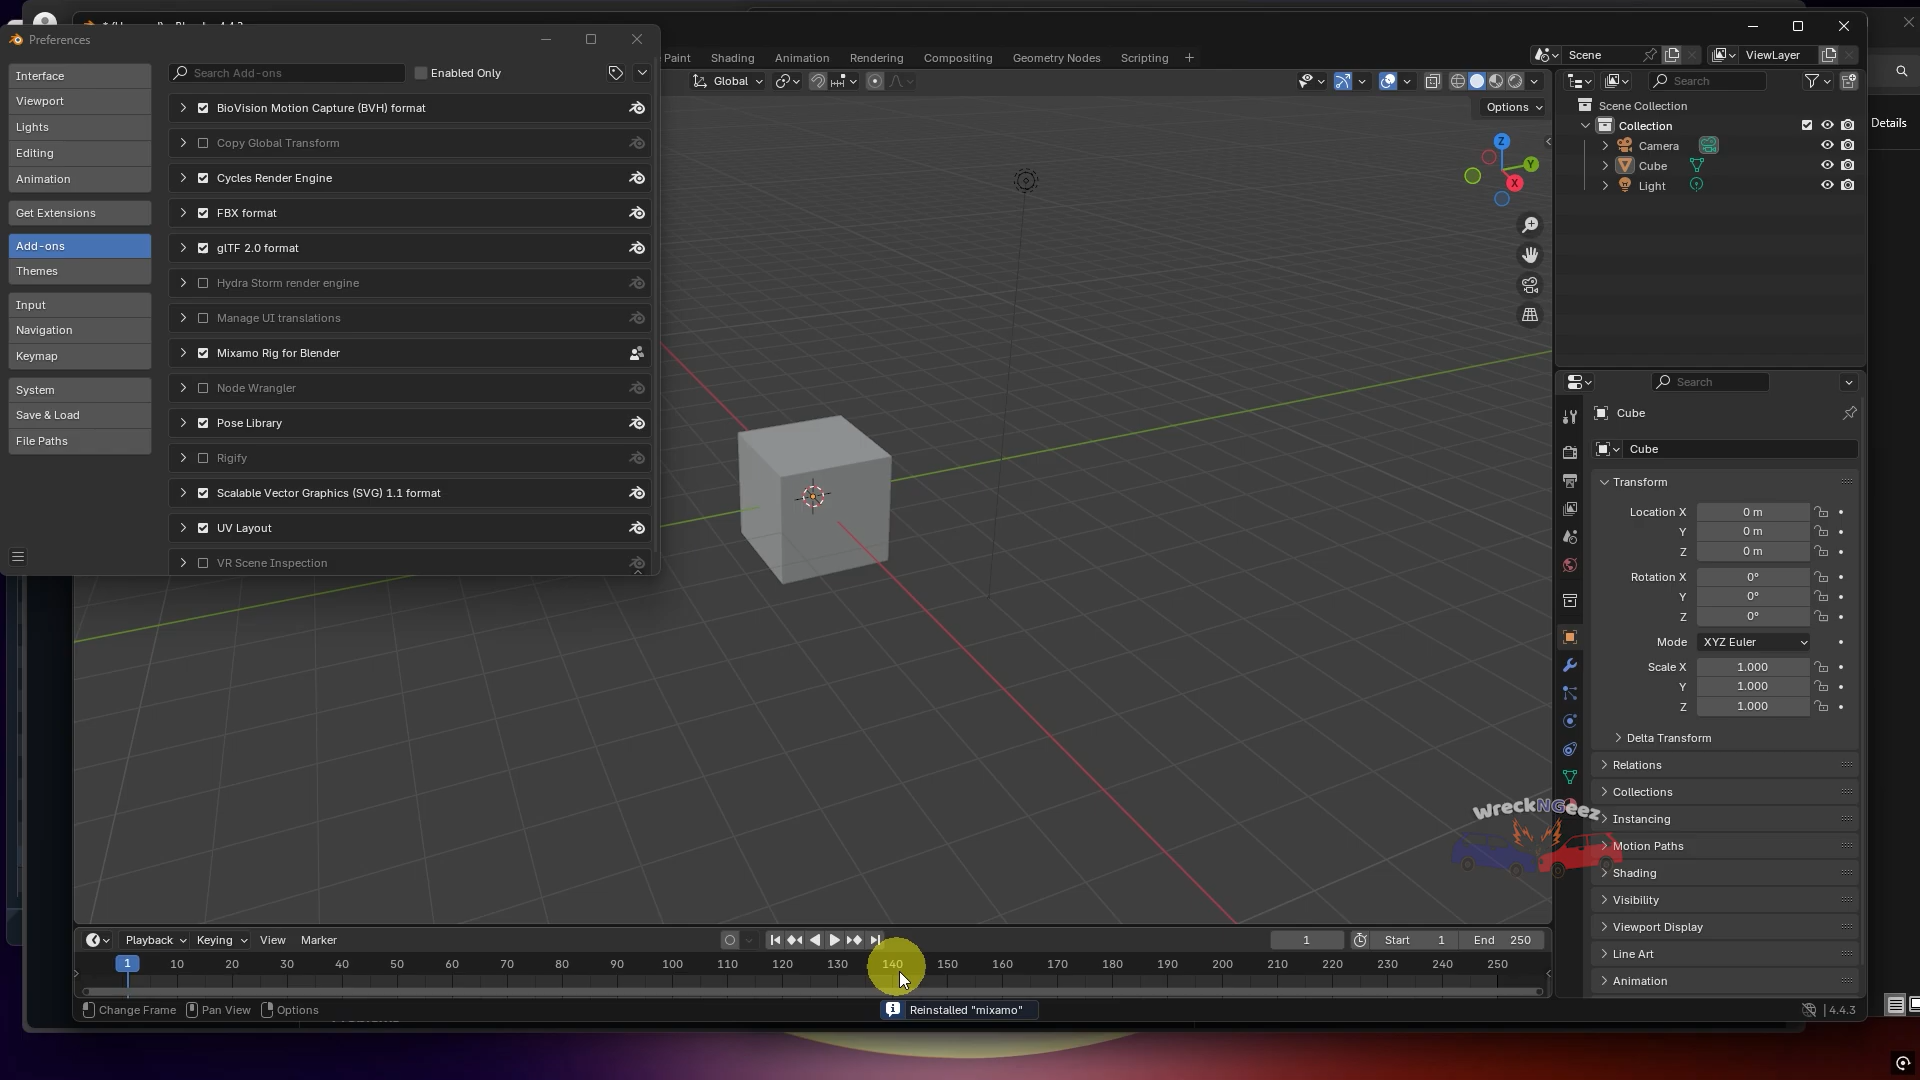 Preferences
Interface
Viewport
Lights
Editing
Animation
Get Extensions
Add-ons
Themes
Input
Navigation
Keymap
System
Save & Load
File Paths
Search Add-ons
Enabled Only
BioVision Motion Capture (BVH) format
Copy Global Transform
Cycles Render Engine
FBX format
glTF 2.0 format
Hydra Storm render engine
Manage UI translations
Mixamo Rig for Blender
Node Wrangler
Pose Library
Rigify
Scalable Vector Graphics (SVG) 1.1 format
UV Layout
VR Scene Inspection
Paint Shading Animation Rendering Compositing Geometry Nodes Scripting +
Scene
ViewLayer
Global
Options
Z
Y
X
Search
Scene Collection
Collection
Camera
Cube
Light
Details
Search
Cube
Cube
Transform
Location X 0 m
Y 0 m
Z 0 m
Rotation X 0°
Y 0°
Z 0°
Mode XYZ Euler
Scale X 1.000
Y 1.000
Z 1.000
Delta Transform
Relations
Collections
Instancing
Motion Paths
Shading
Visibility
Viewport Display
Line Art
Animation
WreckNGeez
Playback Keying View Marker
1 Start 1 End 250
1 10 20 30 40 50 60 70 80 90 100 110 120 130 140 150 160 170 180 190 200 210 220 230 240 250
Change Frame Pan View Options
Reinstalled "mixamo"
4.4.3